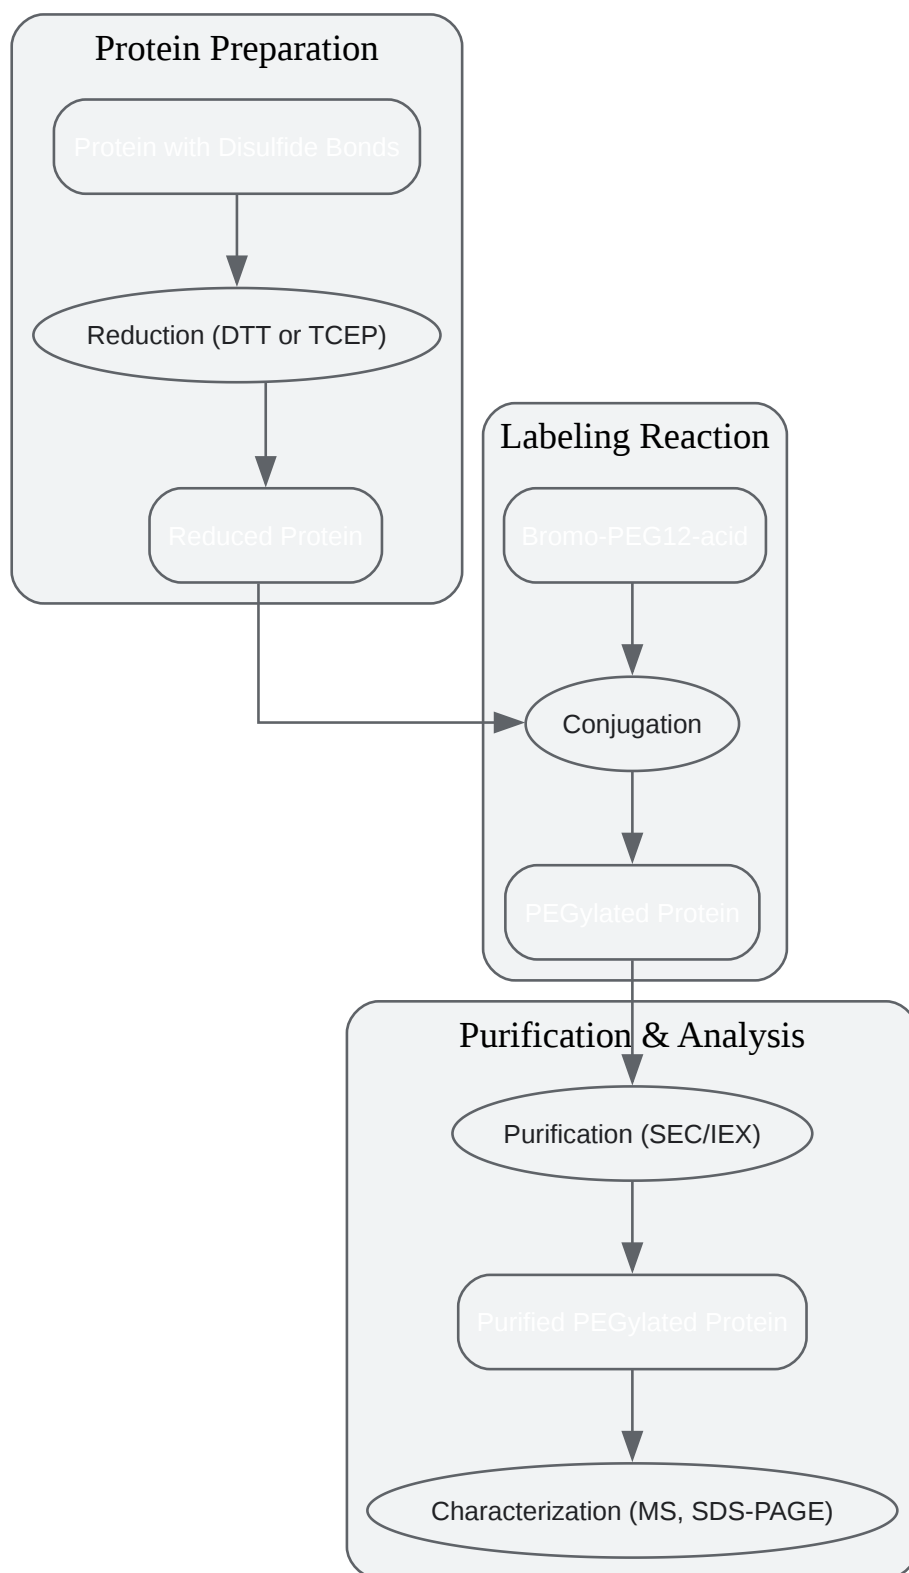 Protein Preparation
Protein with Disulfide Bonds
Reduction (DTT or TCEP)
Reduced Protein
Labeling Reaction
Bromo-PEG12-acid
Conjugation
PEGylated Protein
Purification & Analysis
Purification (SEC/IEX)
Purified PEGylated Protein
Characterization (MS, SDS-PAGE)